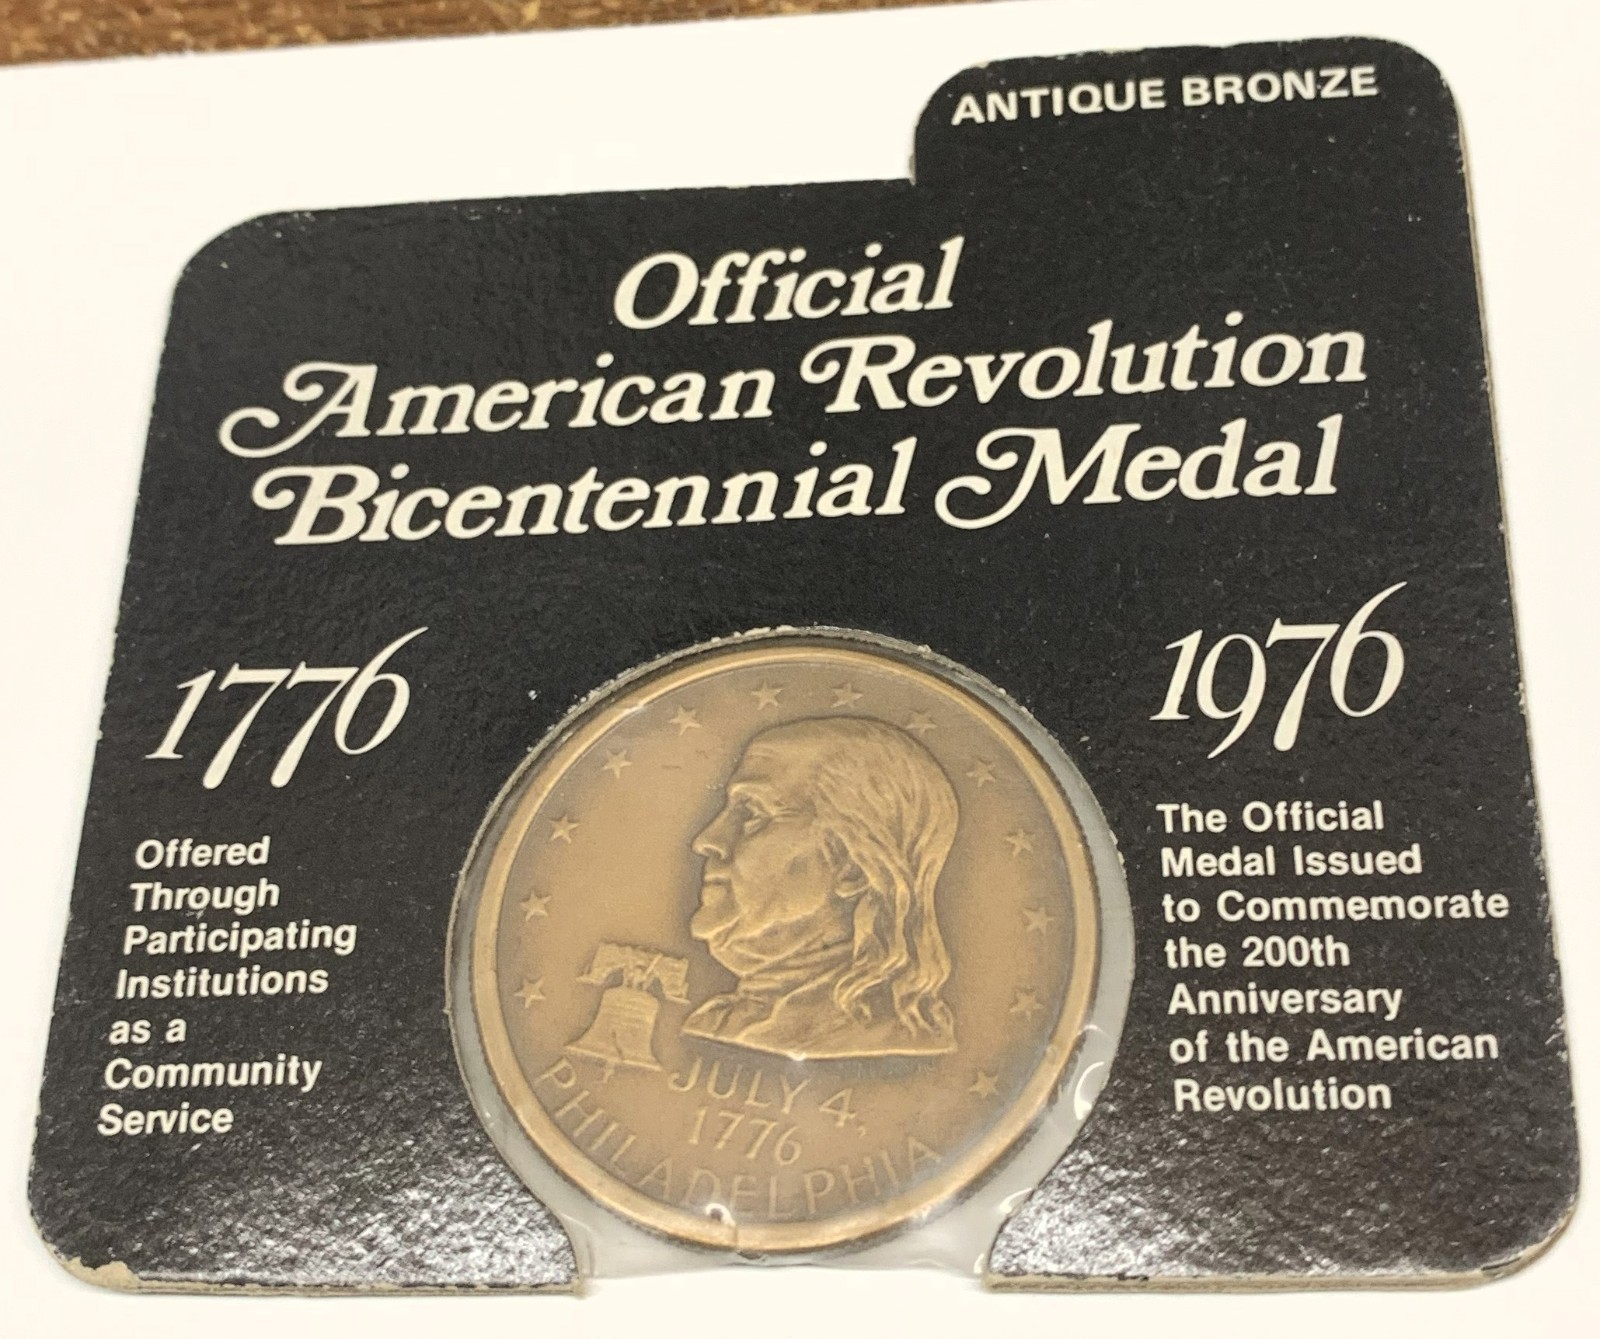 ANTIQUE BRONZE
Official
American Revolution
Bicentennial Medal
1776
1976
Offered
Through
Participating
Institutions
as a
Community
Service
The Official
Medal Issued
to Commemorate
the 200th
Anniversary
of the American
Revolution
JULY 4,
1776
PHILADELPHIA